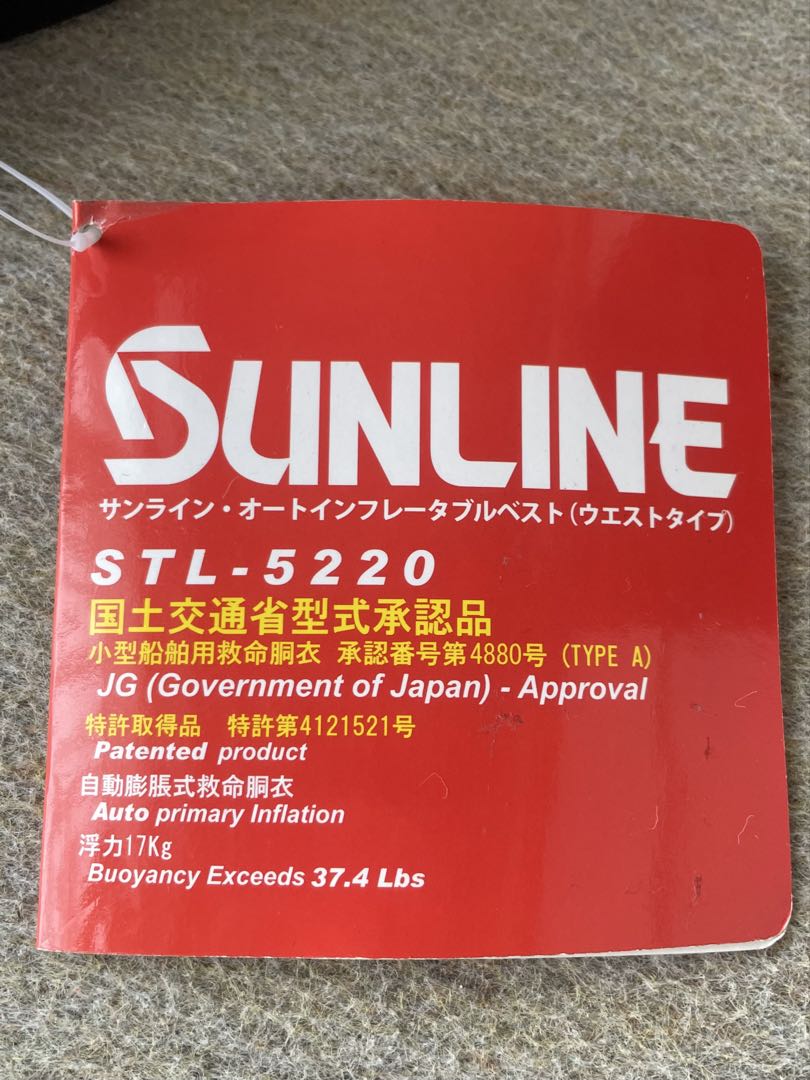 SUNLINE
サンライン・オートインフレータブルベスト(ウエストタイプ)
STL-5220
国土交通省型式承認品
小型船舶用救命胴衣 承認番号第4880号 (TYPE A)
JG (Government of Japan) - Approval
特許取得品 特許第4121521号
Patented product
自動膨脹式救命胴衣
Auto primary Inflation
浮力17Kg
Buoyancy Exceeds 37.4 Lbs